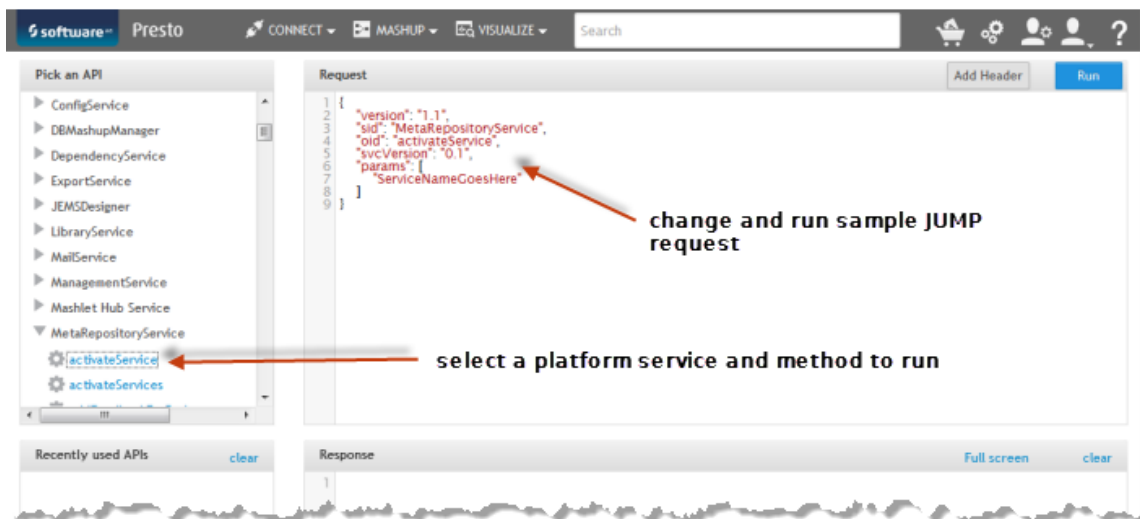 software AG Presto CONNECT MASHUP VISUALIZE Search ?
Pick an API
ConfigService
DBMashupManager
DependencyService
ExportService
JEMSDesigner
LibraryService
MailService
ManagementService
Mashlet Hub Service
MetaRepositoryService
activateService
activateServices
Request Add Header Run
1 {
2 "version": "1.1",
3 "sid": "MetaRepositoryService",
4 "oid": "activateService",
5 "svcVersion": "0.1",
6 "params": [
7 "ServiceNameGoesHere"
8 ]
9 }
change and run sample JUMP
request
select a platform service and method to run
Recently used APIs clear
Response Full screen clear
1